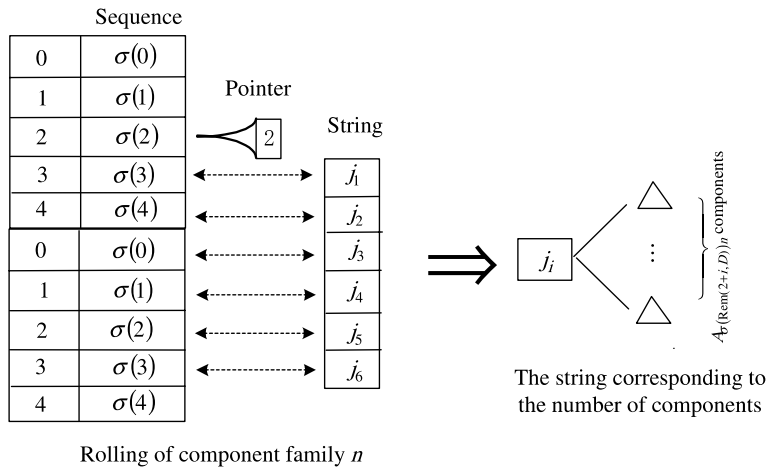 Sequence
0 σ(0)
1 σ(1)
2 σ(2)
3 σ(3)
4 σ(4)
0 σ(0)
1 σ(1)
2 σ(2)
3 σ(3)
4 σ(4)
Pointer
2
String
j₁
j₂
j₃
j₄
j₅
j₆
jᵢ
⋮
A_{σ(Rem(2+i,D))n} components
The string corresponding to
the number of components
Rolling of component family n